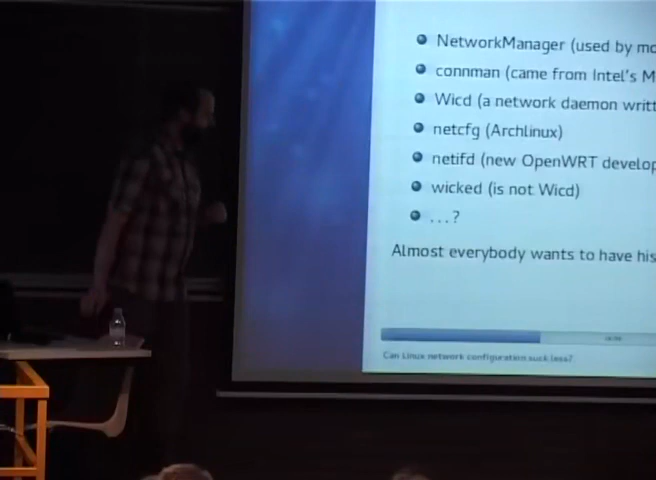 NetworkManager (used by mo
connman (came from Intel's M
Wicd (a network daemon writt
netcfg (Archlinux)
netifd (new OpenWRT develop
wicked (is not Wicd)
...?
Almost everybody wants to have his
Can Linux network configuration suck less?